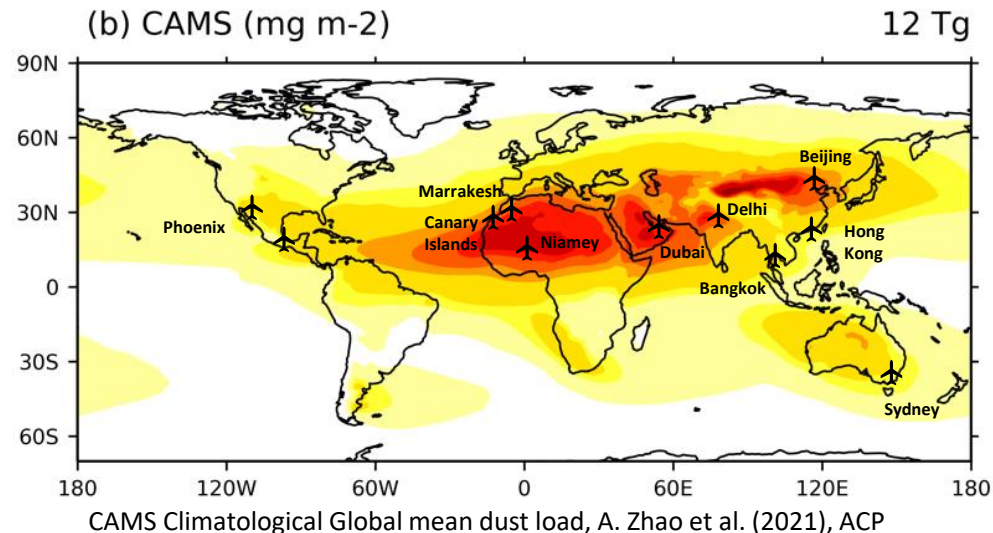 (b) CAMS (mg m-2) 12 Tg
90N
60N
30N
0
30S
60S
180 120W 60W 0 60E 120E 180
Beijing
Marrakesh
Phoenix
Canary
Islands
Niamey
Delhi
Dubai
Hong
Kong
Bangkok
Sydney
CAMS Climatological Global mean dust load, A. Zhao et al. (2021), ACP